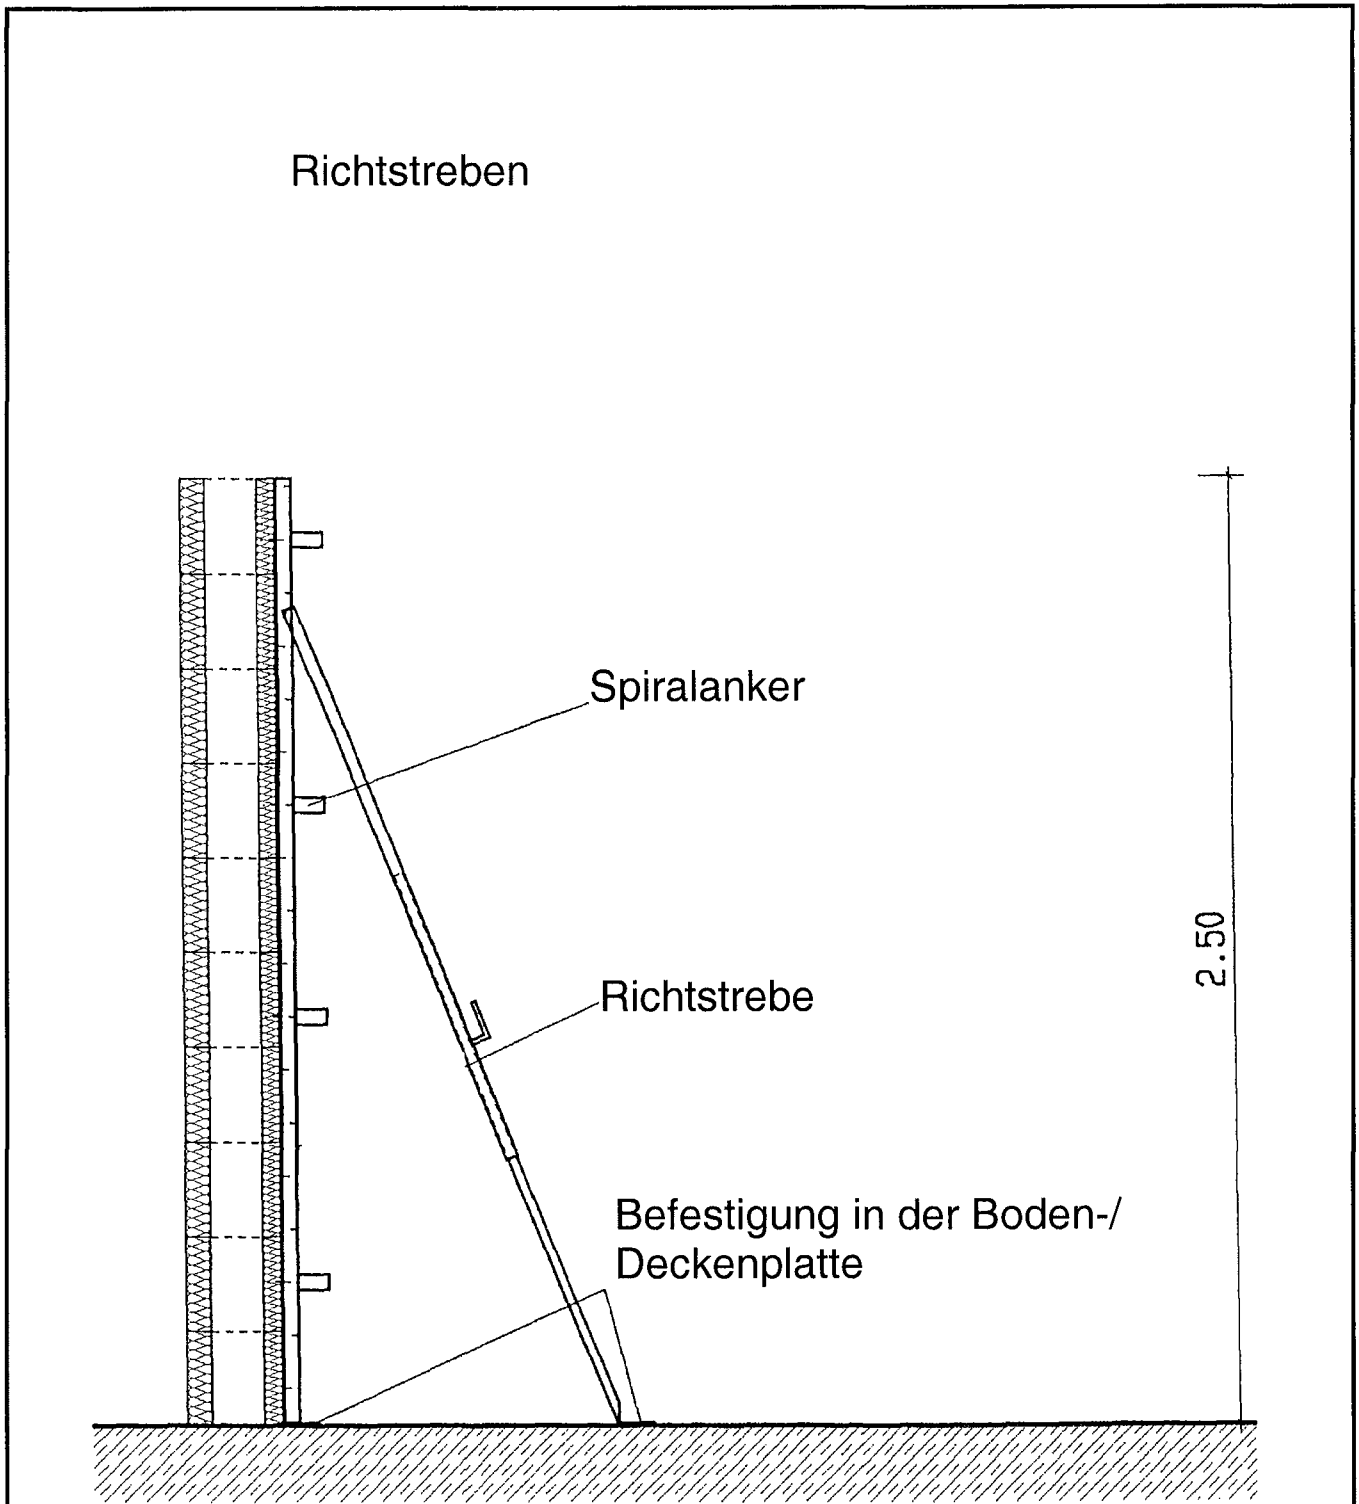 Richtstreben
Spiralanker
2.50
Richtstrebe
Befestigung in der Boden-/
Deckenplatte